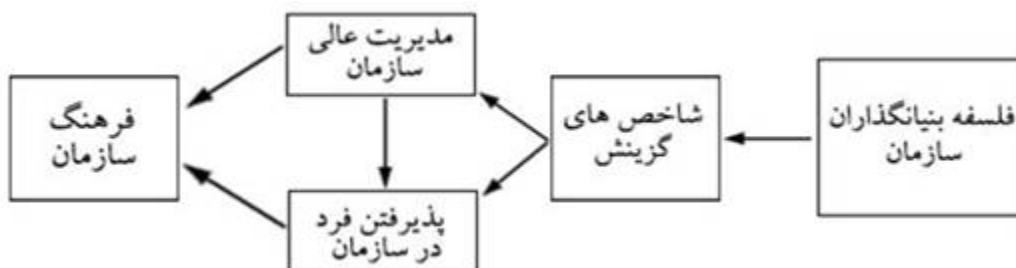 فلسفه بنیانگذاران
سازمان
شاخص های
گزینش
مدیریت عالی
سازمان
پذیرفتن فرد
در سازمان
فرهنگ
سازمان